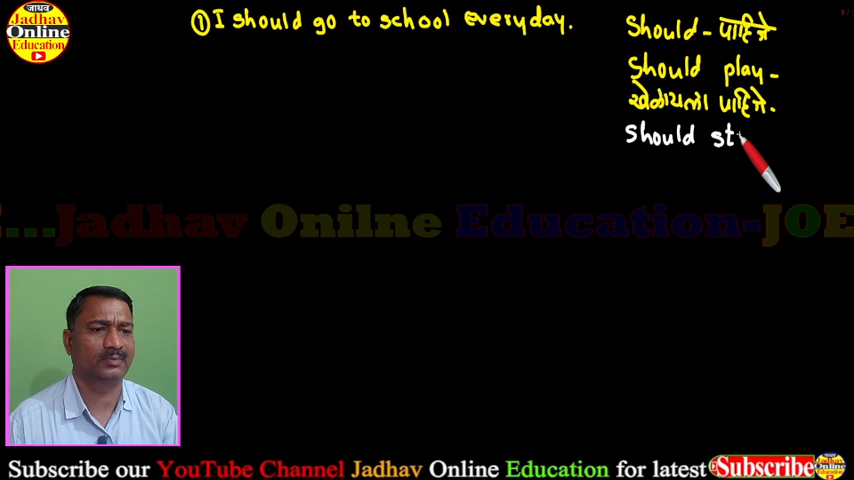 जाधव
Jadhav
Online
Education
① I should go to school everyday.
Should - पाहिजे
Should play -
खेळायला पाहिजे.
Should st
E...Jadhav Onilne Education-JOE
Subscribe our YouTube Channel Jadhav Online Education for latest
Subscribe